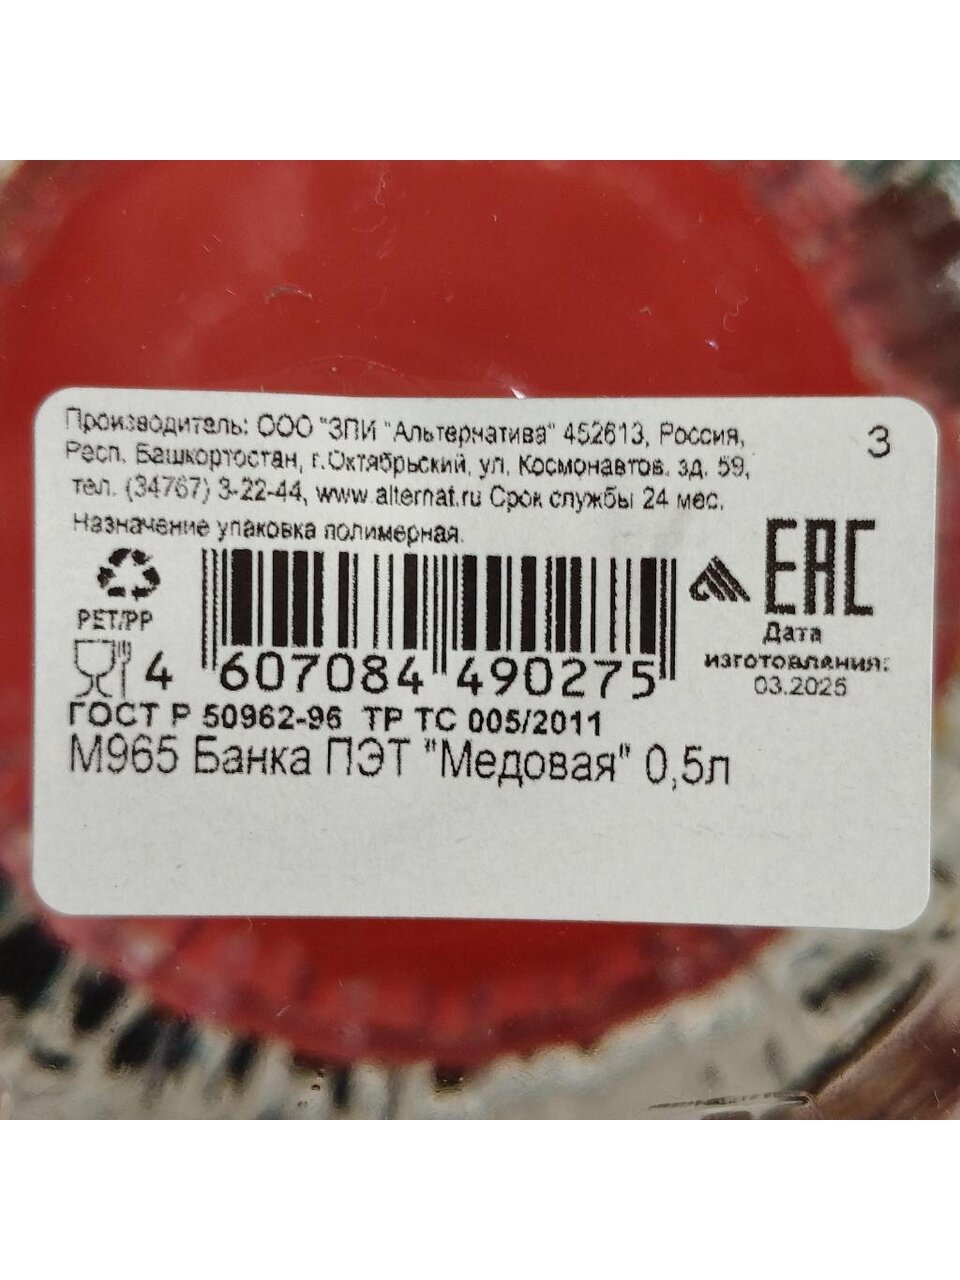 Производитель: ООО "ЗПИ "Альтернатива" 452613, Россия,
Респ. Башкортостан, г.Октябрьский, ул. Космонавтов. зд. 59,
тел. (34767) 3-22-44, www.alternat.ru Срок службы 24 мес.
Назначение упаковка полимерная.
3
EAC
PET/PP
Дата
изготовления:
03.2025
4 607084 490275
ГОСТ Р 50962-96 ТР ТС 005/2011
М965 Банка ПЭТ "Медовая" 0,5л